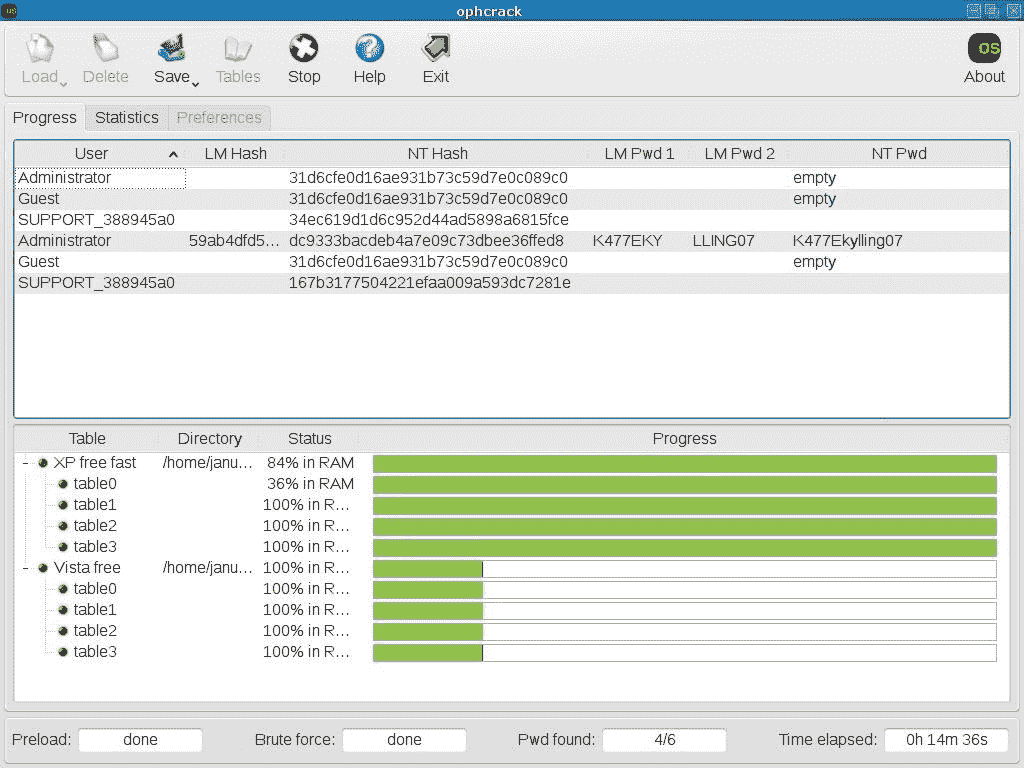 os ophcrack
Load Delete Save Tables Stop Help Exit OS About
Progress Statistics Preferences
User LM Hash NT Hash LM Pwd 1 LM Pwd 2 NT Pwd
Administrator 31d6cfe0d16ae931b73c59d7e0c089c0 empty
Guest 31d6cfe0d16ae931b73c59d7e0c089c0 empty
SUPPORT_388945a0 34ec619d1d6c952d44ad5898a6815fce
Administrator 59ab4dfd5... dc9333bacdeb4a7e09c73dbee36ffed8 K477EKY LLING07 K477Ekylling07
Guest 31d6cfe0d16ae931b73c59d7e0c089c0 empty
SUPPORT_388945a0 167b3177504221efaa009a593dc7281e
Table Directory Status Progress
XP free fast /home/janu... 84% in RAM
table0 36% in RAM
table1 100% in R...
table2 100% in R...
table3 100% in R...
Vista free /home/janu... 100% in R...
table0 100% in R...
table1 100% in R...
table2 100% in R...
table3 100% in R...
Preload: done Brute force: done Pwd found: 4/6 Time elapsed: 0h 14m 36s